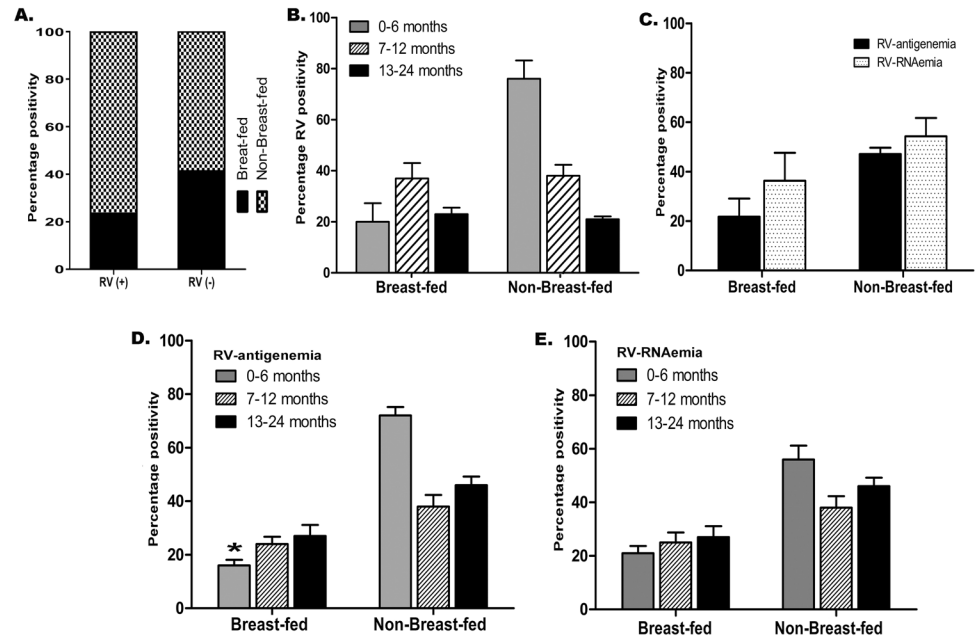 A.
100
80
60
40
20
0
Percentage positivity
RV (+)
RV (-)
Breat-fed
Non-Breast-fed
B.
0-6 months
7-12 months
13-24 months
100
80
60
40
20
0
Percentage RV positivity
Breast-fed
Non-Breast-fed
C.
RV-antigenemia
RV-RNAemia
100
80
60
40
20
0
Percentage positivity
Breast-fed
Non-Breast-fed
D.
RV-antigenemia
0-6 months
7-12 months
13-24 months
100
80
60
40
20
0
Percentage positivity
*
Breast-fed
Non-Breast-fed
E.
RV-RNAemia
0-6 months
7-12 months
13-24 months
100
80
60
40
20
0
Percentage positivity
Breast-fed
Non-Breast-fed